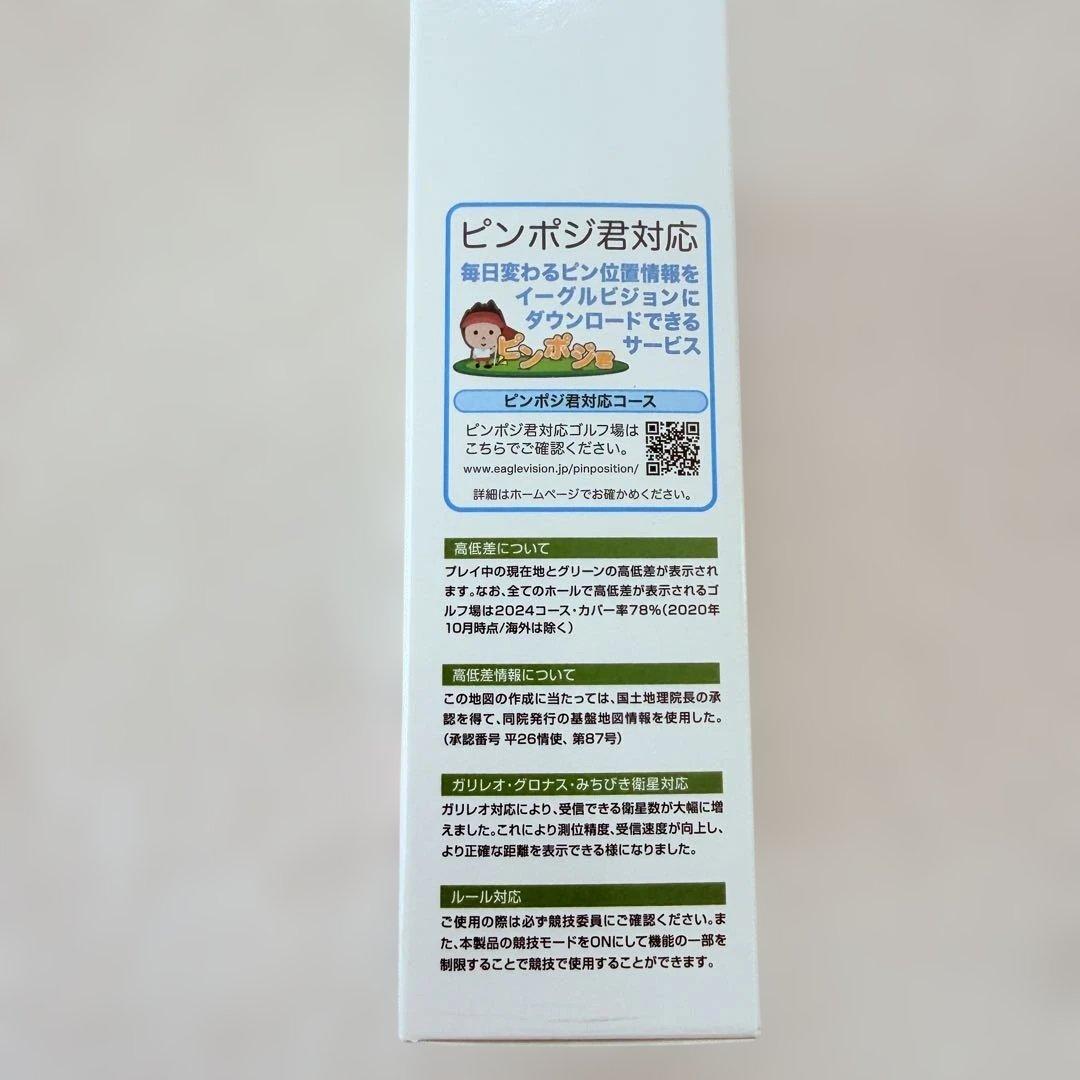 ピンポジ君対応
毎日変わるピン位置情報を
イーグルビジョンに
ダウンロードできる
サービス
ピンポジ君
ピンポジ君対応コース
ピンポジ君対応ゴルフ場は
こちらでご確認ください。
www.eaglevision.jp/pinposition/
詳細はホームページでお確かめください。
高低差について
プレイ中の現在地とグリーンの高低差が表示され
ます。なお、全てのホールで高低差が表示されるゴ
ルフ場は2024コース・カバー率78%(2020年
10月時点/海外は除く)
高低差情報について
この地図の作成に当たっては、国土地理院長の承
認を得て、同院発行の基盤地図情報を使用した。
(承認番号 平26情使、第87号)
ガリレオ・グロナス・みちびき衛星対応
ガリレオ対応により、受信できる衛星数が大幅に増
えました。これにより測位精度、受信速度が向上し、
より正確な距離を表示できる様になりました。
ルール対応
ご使用の際は必ず競技委員にご確認ください。ま
た、本製品の競技モードをONにして機能の一部を
制限することで競技で使用することができます。